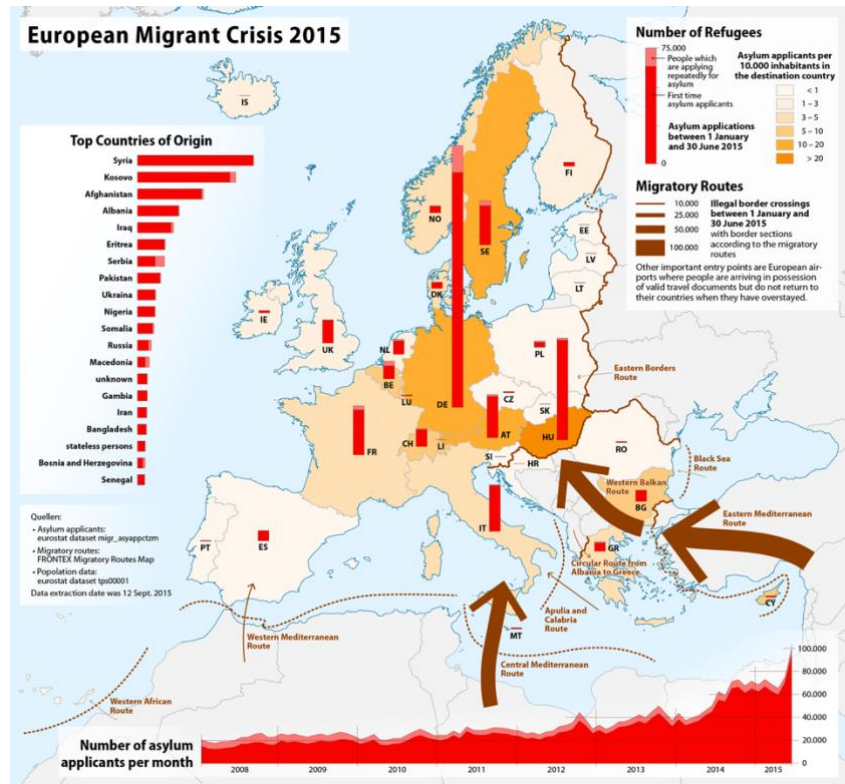 European Migrant Crisis 2015
Number of Refugees
75.000
People which
are applying
repeatedly for
asylum
First time
asylum applicants
Asylum applications
between 1 January
and 30 June 2015
0
Asylum applicants per
10.000 inhabitants in
the destination country
< 1
1 – 3
3 – 5
5 – 10
10 – 20
> 20
Migratory Routes
10.000
25.000
50.000
100.000
Illegal border crossings
between 1 January and
30 June 2015
with border sections
according to the migratory
routes
Other important entry points are European air-
ports where people are arriving in possession
of valid travel documents but do not return
to their countries when they have overstayed.
Top Countries of Origin
Syria
Kosovo
Afghanistan
Albania
Iraq
Eritrea
Serbia
Pakistan
Ukraina
Nigeria
Somalia
Russia
Macedonia
unknown
Gambia
Iran
Bangladesh
stateless persons
Bosnia and Herzegovina
Senegal
Quellen:
• Asylum applicants:
eurostat dataset migr_asyappctzm
• Migratory routes:
FRONTEX Migratory Routes Map
• Popolation data:
eurostat dataset tps00001
Data extraction date was 12 Sept. 2015
IS
NO
SE
FI
EE
LV
LT
DK
IE
UK
NL
BE
LU
DE
PL
CZ
SK
FR
CH
LI
AT
HU
SI
HR
RO
BG
IT
GR
PT
ES
MT
CY
Eastern Borders
Route
Black Sea
Route
Western Balkan
Route
Eastern Mediterranean
Route
Circular Route from
Albania to Greece
Apulia and
Calabria
Route
Central Mediterranean
Route
Western Mediterranean
Route
Western African
Route
Number of asylum
applicants per month
100.000
80.000
60.000
40.000
20.000
0
2008
2009
2010
2011
2012
2013
2014
2015